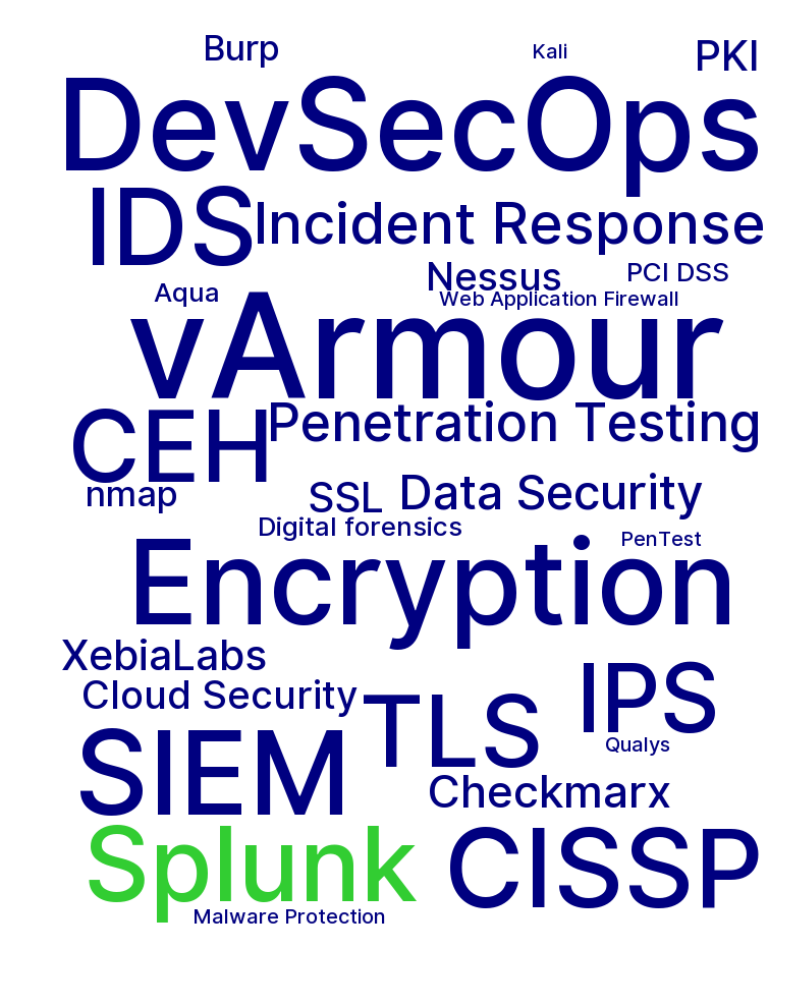 Burp
Kali
PKI
DevSecOps
IDS
Incident Response
Nessus
PCI DSS
Aqua
Web Application Firewall
vArmour
CEH
Penetration Testing
nmap
SSL
Data Security
Digital forensics
PenTest
Encryption
XebiaLabs
Cloud Security
IPS
TLS
SIEM
Qualys
Checkmarx
Splunk
CISSP
Malware Protection